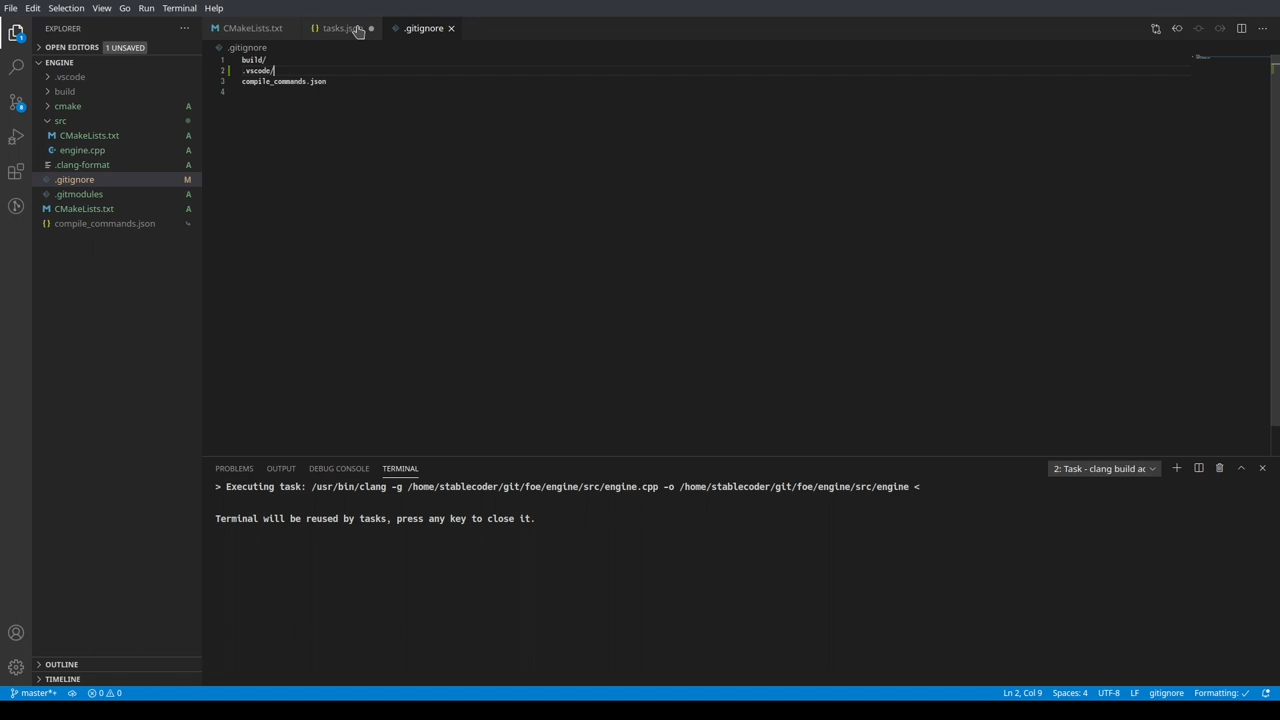 File Edit Selection View Go Run Terminal Help
EXPLORER
OPEN EDITORS 1 UNSAVED
ENGINE
.vscode
build
cmake A
src
CMakeLists.txt A
engine.cpp A
.clang-format A
.gitignore M
.gitmodules A
CMakeLists.txt A
compile_commands.json
OUTLINE
TIMELINE
CMakeLists.txt tasks.json .gitignore
.gitignore
1 build/
2 .vscode/
3 compile_commands.json
4
PROBLEMS OUTPUT DEBUG CONSOLE TERMINAL
2: Task - clang build ac
> Executing task: /usr/bin/clang -g /home/stablecoder/git/foe/engine/src/engine.cpp -o /home/stablecoder/git/foe/engine/src/engine <
Terminal will be reused by tasks, press any key to close it.
master*+ 0 0 Ln 2, Col 9 Spaces: 4 UTF-8 LF gitignore Formatting: ✓